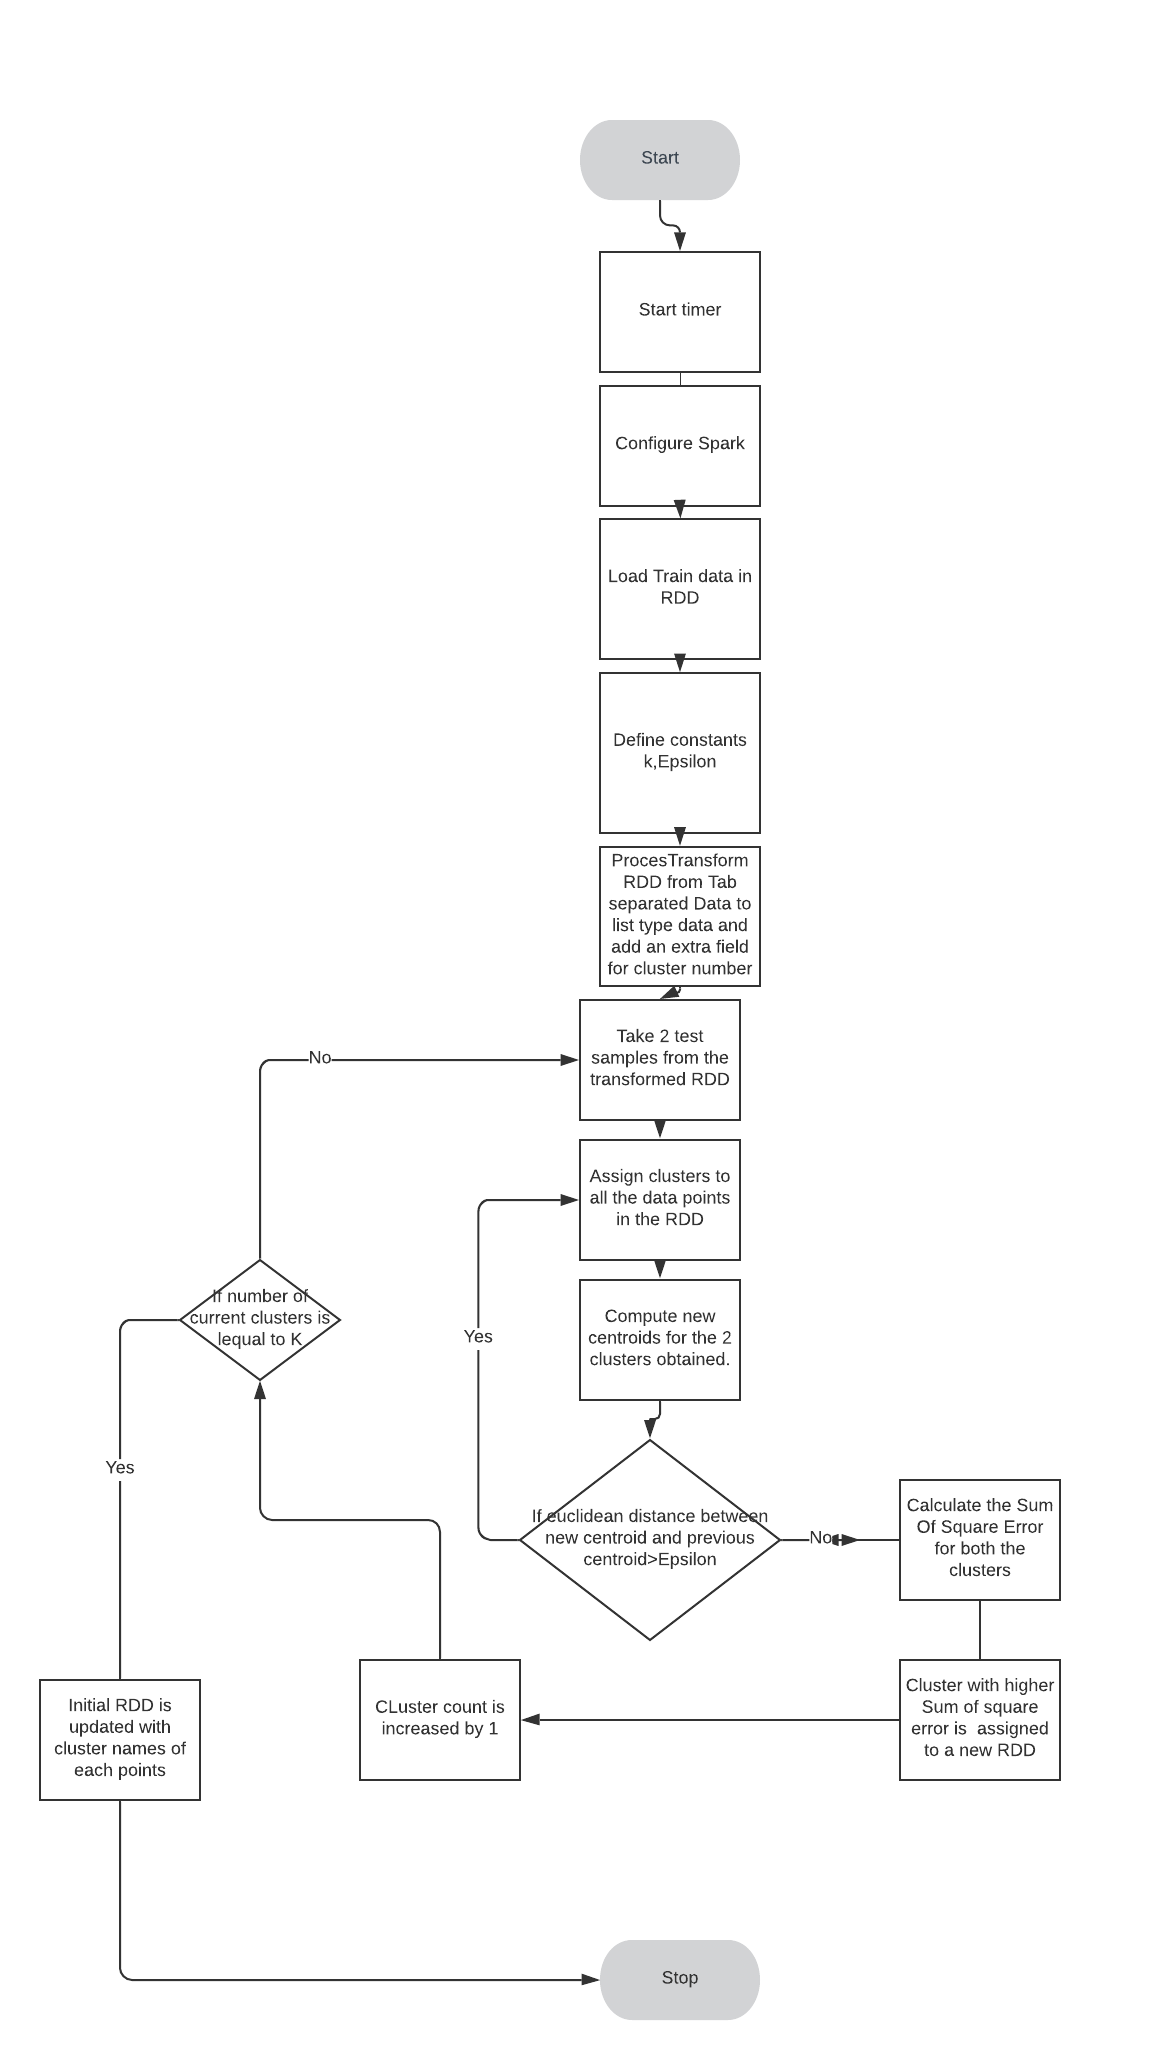 Start
Start timer
Configure Spark
Load Train data in
RDD
Define constants
k,Epsilon
ProcesTransform
RDD from Tab
separated Data to
list type data and
add an extra field
for cluster number
Take 2 test
samples from the
transformed RDD
No
Assign clusters to
all the data points
in the RDD
If number of
current clusters is
lequal to K
Compute new
centroids for the 2
clusters obtained.
Yes
Yes
If euclidean distance between
new centroid and previous
centroid>Epsilon
No
Calculate the Sum
Of Square Error
for both the
clusters
Cluster with higher
Sum of square
error is  assigned
to a new RDD
CLuster count is
increased by 1
Initial RDD is
updated with
cluster names of
each points
Stop